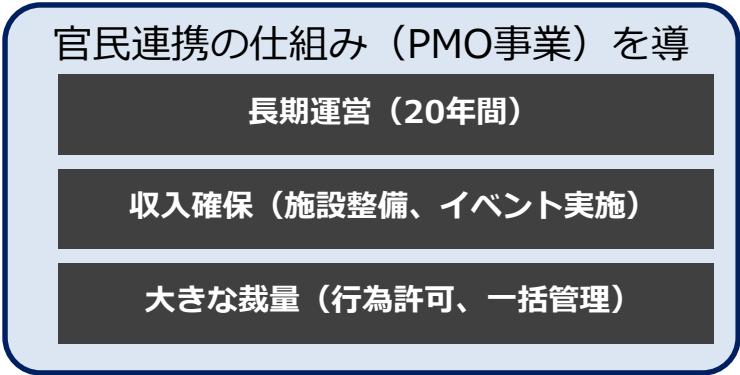 官民連携の仕組み（PMO事業）を導
長期運営（20年間）
収入確保（施設整備、イベント実施）
大きな裁量（行為許可、一括管理）